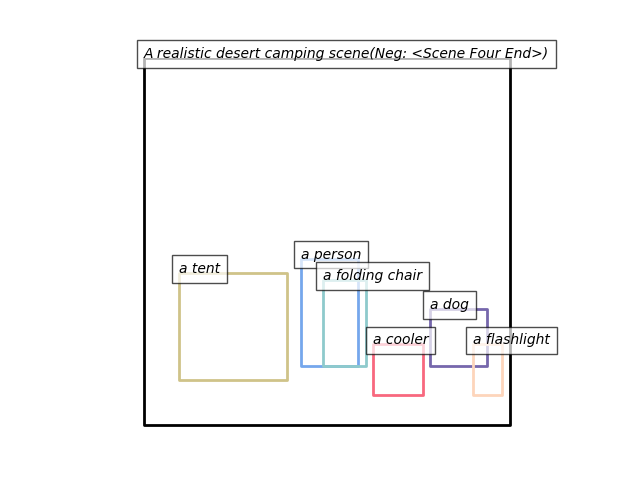 A realistic desert camping scene(Neg: <Scene Four End>)
a person
a tent
a folding chair
a dog
a cooler
a flashlight